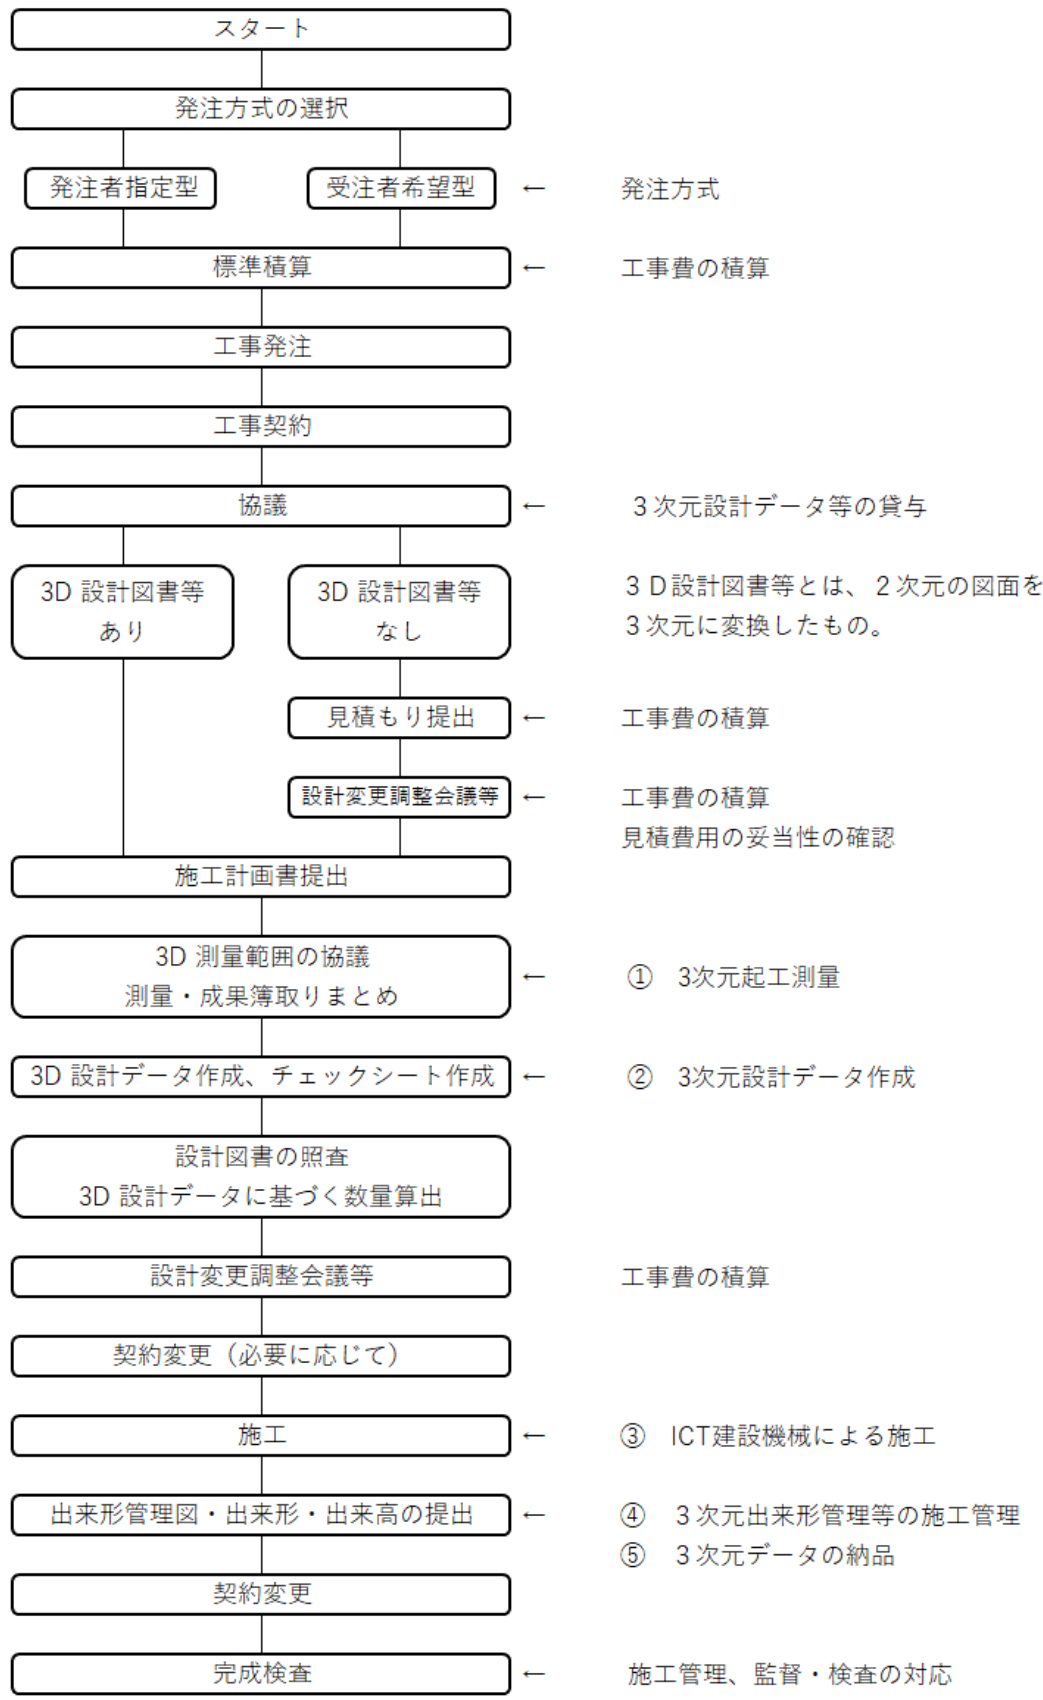 スタート
発注方式の選択
発注者指定型
受注者希望型
←
発注方式
標準積算
←
工事費の積算
工事発注
工事契約
協議
←
３次元設計データ等の貸与
3D 設計図書等
あり
3D 設計図書等
なし
３Ｄ設計図書等とは、２次元の図面を
３次元に変換したもの。
見積もり提出
←
工事費の積算
設計変更調整会議等
←
工事費の積算
見積費用の妥当性の確認
施工計画書提出
3D 測量範囲の協議
測量・成果簿取りまとめ
←
① 3次元起工測量
3D 設計データ作成、チェックシート作成
←
② 3次元設計データ作成
設計図書の照査
3D 設計データに基づく数量算出
設計変更調整会議等
工事費の積算
契約変更（必要に応じて）
施工
←
③ ICT建設機械による施工
出来形管理図・出来形・出来高の提出
←
④ ３次元出来形管理等の施工管理
⑤ ３次元データの納品
契約変更
完成検査
←
施工管理、監督・検査の対応